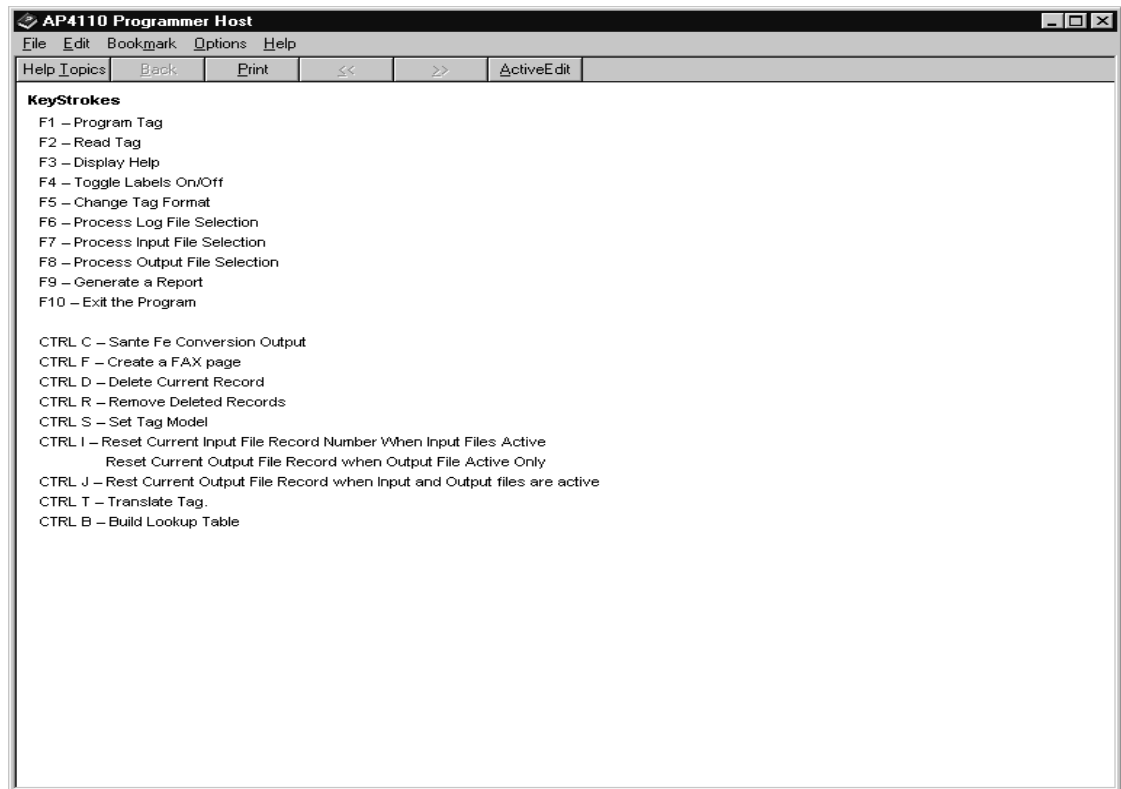 AP4110 Programmer Host
File Edit Bookmark Options Help
Help Topics Back Print << >> ActiveEdit
KeyStrokes
F1 – Program Tag
F2 – Read Tag
F3 – Display Help
F4 – Toggle Labels On/Off
F5 – Change Tag Format
F6 – Process Log File Selection
F7 – Process Input File Selection
F8 – Process Output File Selection
F9 – Generate a Report
F10 – Exit the Program
CTRL C – Sante Fe Conversion Output
CTRL F – Create a FAX page
CTRL D – Delete Current Record
CTRL R – Remove Deleted Records
CTRL S – Set Tag Model
CTRL I – Reset Current Input File Record Number When Input Files Active
Reset Current Output File Record when Output File Active Only
CTRL J – Rest Current Output File Record when Input and Output files are active
CTRL T – Translate Tag.
CTRL B – Build Lookup Table